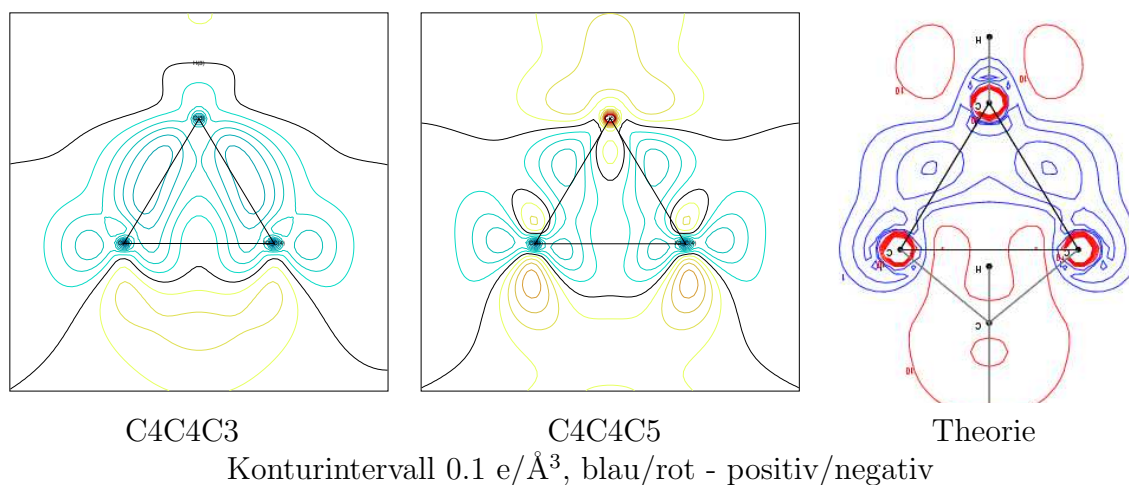 H
C
C
C
H
C
C4C4C3
C4C4C5
Theorie
Konturintervall 0.1 e/Å³, blau/rot - positiv/negativ